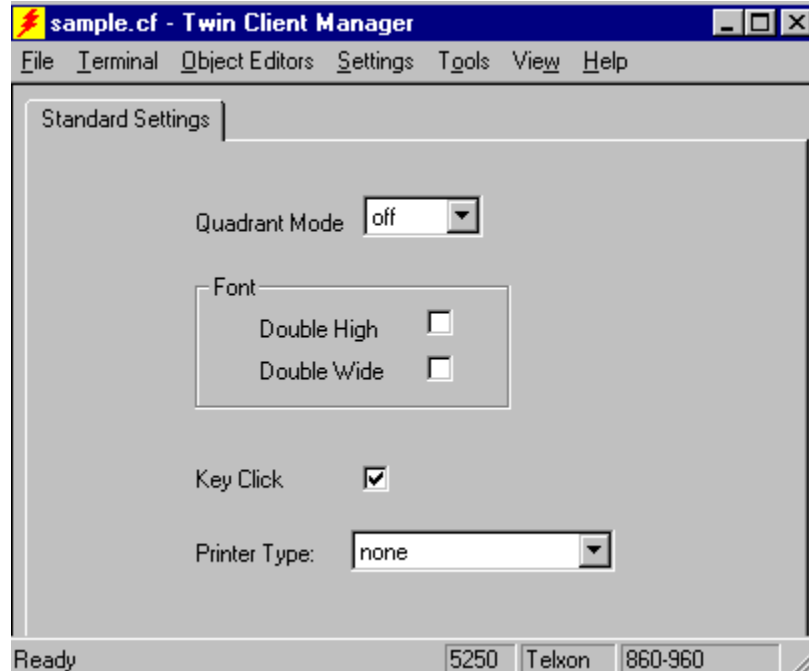 sample.cf - Twin Client Manager
File Terminal Object Editors Settings Tools View Help
Standard Settings
Quadrant Mode off
Font
Double High
Double Wide
Key Click
Printer Type: none
Ready 5250 Telxon 860-960